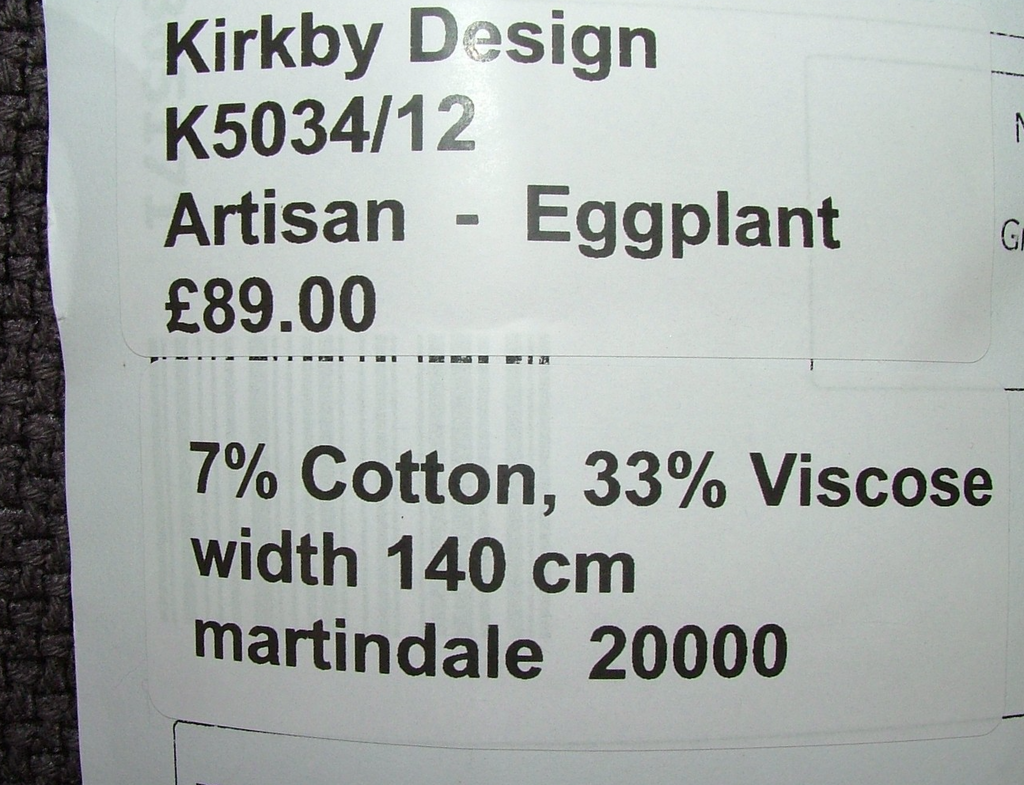 Kirkby Design
K5034/12
Artisan - Eggplant
£89.00
7% Cotton, 33% Viscose
width 140 cm
martindale 20000